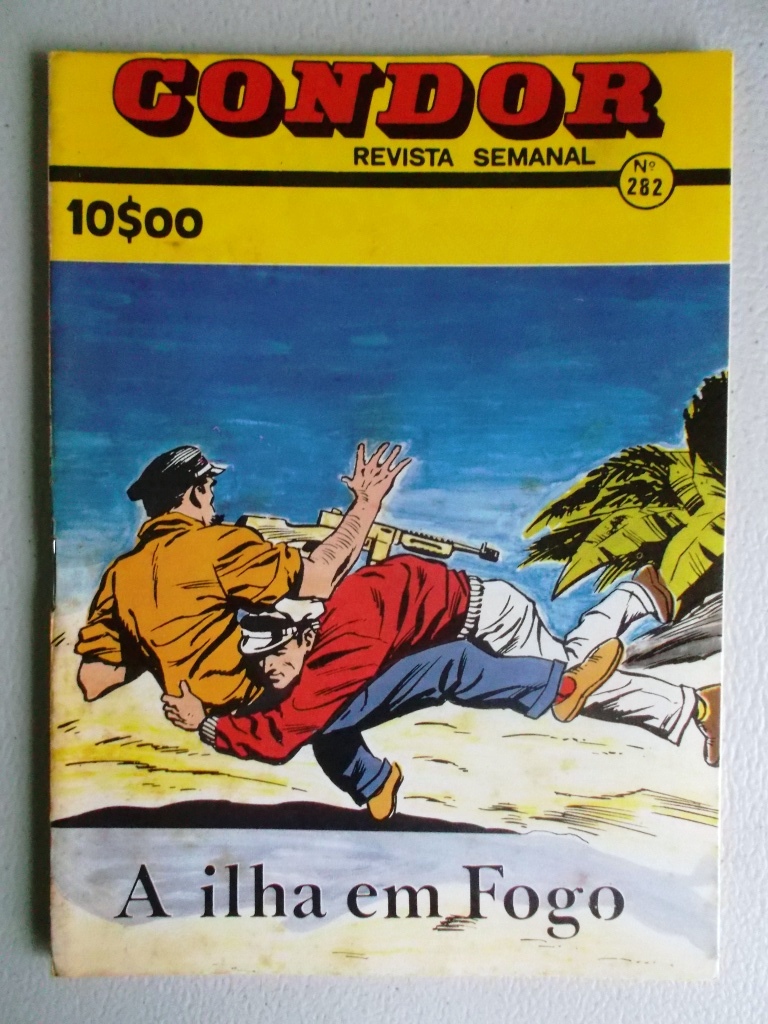 CONDOR
REVISTA SEMANAL
Nº
282
10$00
A ilha em Fogo